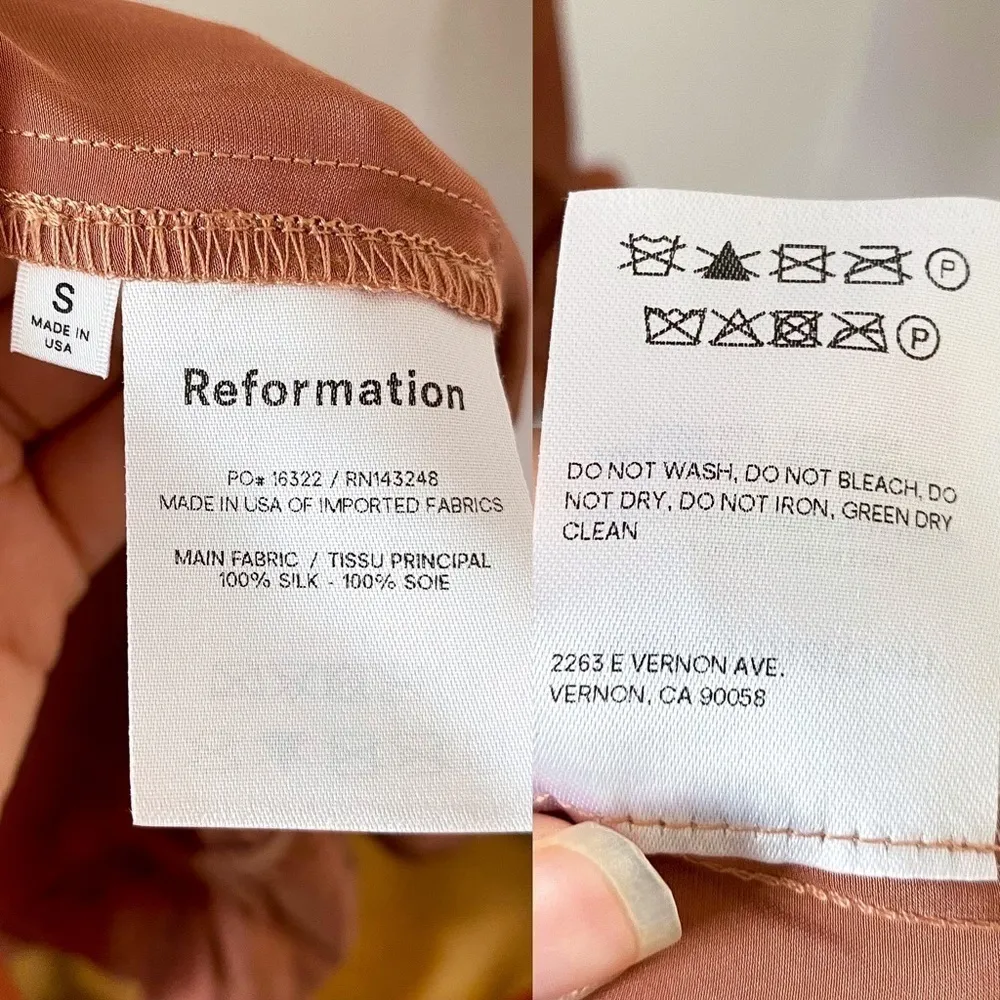 S
MADE IN
USA
Reformation
PO# 16322 / RN143248
MADE IN USA OF IMPORTED FABRICS
MAIN FABRIC / TISSU PRINCIPAL
100% SILK - 100% SOIE
P
P
DO NOT WASH, DO NOT BLEACH, DO
NOT DRY, DO NOT IRON, GREEN DRY
CLEAN
2263 E VERNON AVE.
VERNON, CA 90058